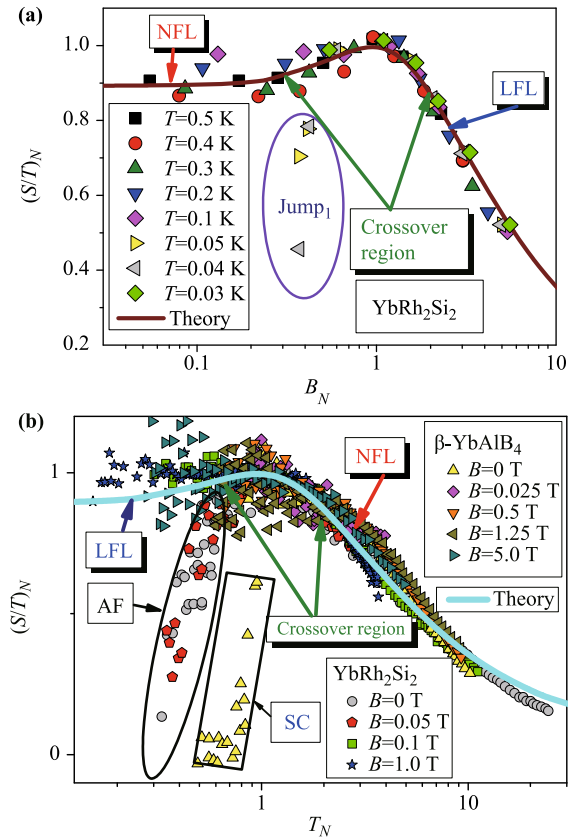 (a)
NFL
LFL
(S/T)N
1.0
0.8
0.6
0.4
0.2
T=0.5 K
T=0.4 K
T=0.3 K
T=0.2 K
T=0.1 K
T=0.05 K
T=0.04 K
T=0.03 K
Theory
Jump1
Crossover
region
YbRh2Si2
0.1
1
10
BN
(b)
NFL
β-YbAlB4
B=0 T
B=0.025 T
B=0.5 T
B=1.25 T
B=5.0 T
Theory
(S/T)N
1
0
LFL
AF
Crossover region
SC
YbRh2Si2
B=0 T
B=0.05 T
B=0.1 T
B=1.0 T
1
10
TN